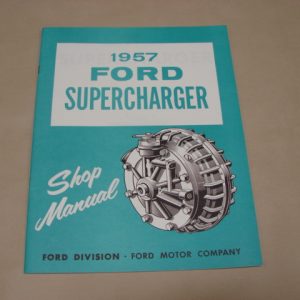 1957
FORD
SUPERCHARGER
Shop
Manual
FORD DIVISION · FORD MOTOR COMPANY